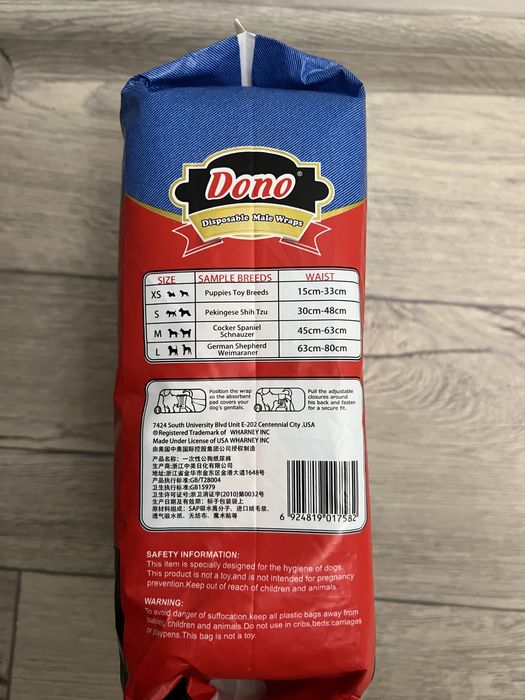 Dono®
Disposable Male Wraps
SIZE SAMPLE BREEDS WAIST
XS Puppies Toy Breeds 15cm-33cm
S Pekingese Shih Tzu 30cm-48cm
M Cocker Spaniel Schnauzer 45cm-63cm
L German Shepherd Weimaraner 63cm-80cm
Position the wrap
so the absorbent
pad covers your
dog's genitals.
Pull the adjustable
closures around
his back and fasten
for a secure fit.
7424 South University Blvd Unit E-202 Centennial City .USA
®Registered Trademark of WHARNEY INC
Made Under License of USA WHARNEY INC
由美国中美国际控股集团公司授权制造
产品名称:一次性公狗纸尿裤
生产商:浙江中美日化有限公司
地址:浙江省金华市金东区金港大道1648号
产品执行标准:GB/T28004
卫生执行标准:GB15979
卫生许可证号:浙卫消证字(2010)第0032号
生产日期及有效期：标于包装袋上
原材料组成：SAP吸水高分子、进口绒毛浆、
透气吸水纸、无纺布、魔术贴等
6 924819 017582
SAFETY INFORMATION:
This item is specially designed for the hygiene of dogs.
This product is not a toy,and is not intended for pregnancy
prevention.Keep out of reach of children and animals.
WARNING:
To avoid danger of suffocation,keep all plastic bags away from
babies, children and animals.Do not use in cribs,beds,carriages
or playpens.This bag is not a toy.